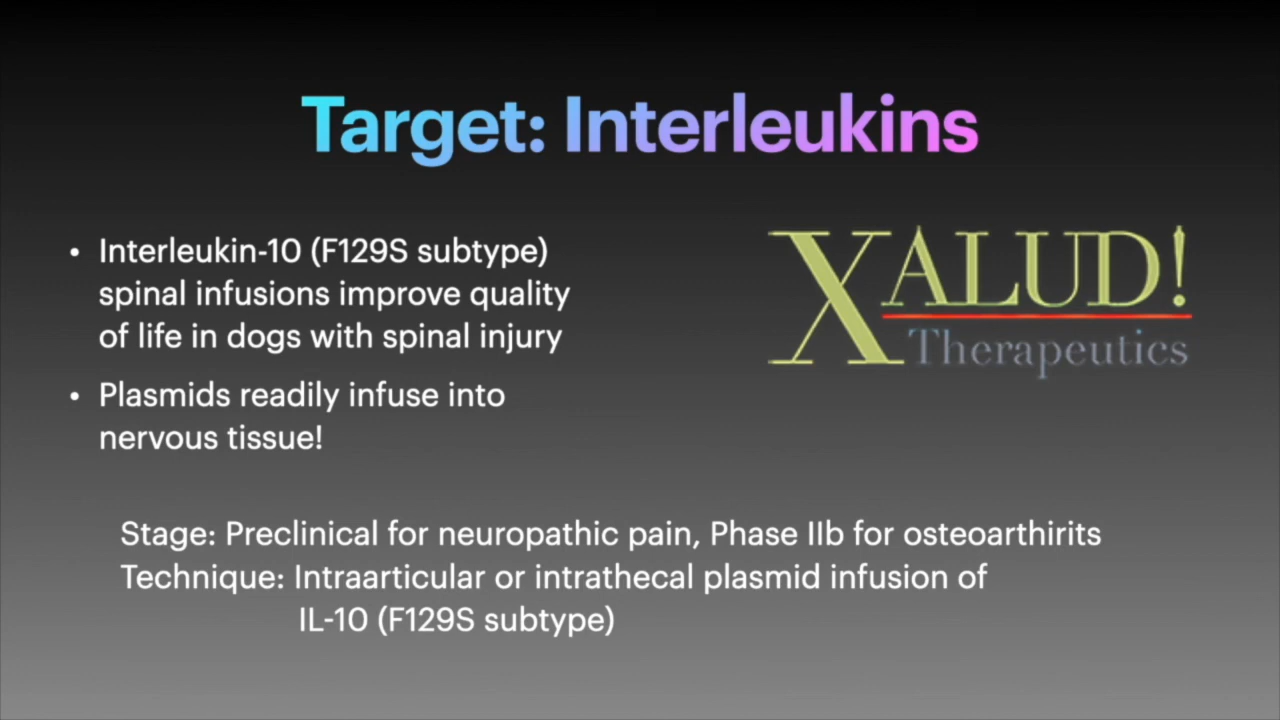 Target: Interleukins
• Interleukin-10 (F129S subtype)
spinal infusions improve quality
of life in dogs with spinal injury
• Plasmids readily infuse into
nervous tissue!
XALUD!
Therapeutics
Stage: Preclinical for neuropathic pain, Phase IIb for osteoarthirits
Technique: Intraarticular or intrathecal plasmid infusion of
IL-10 (F129S subtype)